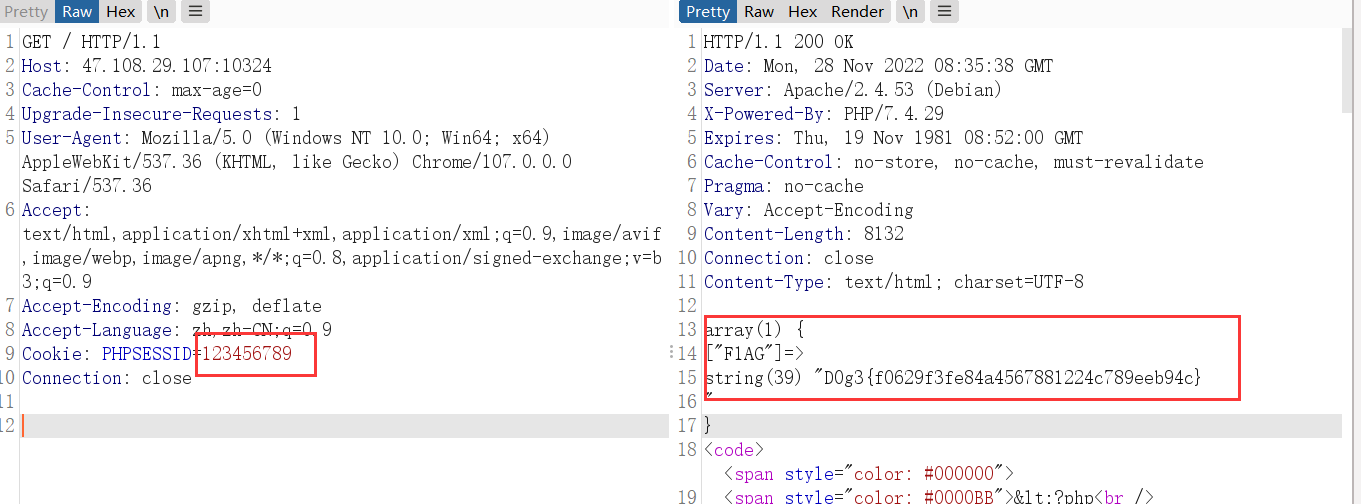 Pretty Raw Hex \n ≡
1 GET / HTTP/1.1
2 Host: 47.108.29.107:10324
3 Cache-Control: max-age=0
4 Upgrade-Insecure-Requests: 1
5 User-Agent: Mozilla/5.0 (Windows NT 10.0; Win64; x64)
AppleWebKit/537.36 (KHTML, like Gecko) Chrome/107.0.0.0
Safari/537.36
6 Accept:
text/html,application/xhtml+xml,application/xml;q=0.9,image/avif
,image/webp,image/apng,*/*;q=0.8,application/signed-exchange;v=b
3;q=0.9
7 Accept-Encoding: gzip, deflate
8 Accept-Language: zh,zh-CN;q=0.9
9 Cookie: PHPSESSID=123456789
10 Connection: close
11
12
Pretty Raw Hex Render \n ≡
1 HTTP/1.1 200 OK
2 Date: Mon, 28 Nov 2022 08:35:38 GMT
3 Server: Apache/2.4.53 (Debian)
4 X-Powered-By: PHP/7.4.29
5 Expires: Thu, 19 Nov 1981 08:52:00 GMT
6 Cache-Control: no-store, no-cache, must-revalidate
7 Pragma: no-cache
8 Vary: Accept-Encoding
9 Content-Length: 8132
10 Connection: close
11 Content-Type: text/html; charset=UTF-8
12
13 array(1) {
14 ["F1AG"]=>
15 string(39) "D0g3{f0629f3fe84a4567881224c789eeb94c}
16 "
17 }
18 <code>
<span style="color: #000000">
19 <span style="color: #0000BB">&lt;?php<br />